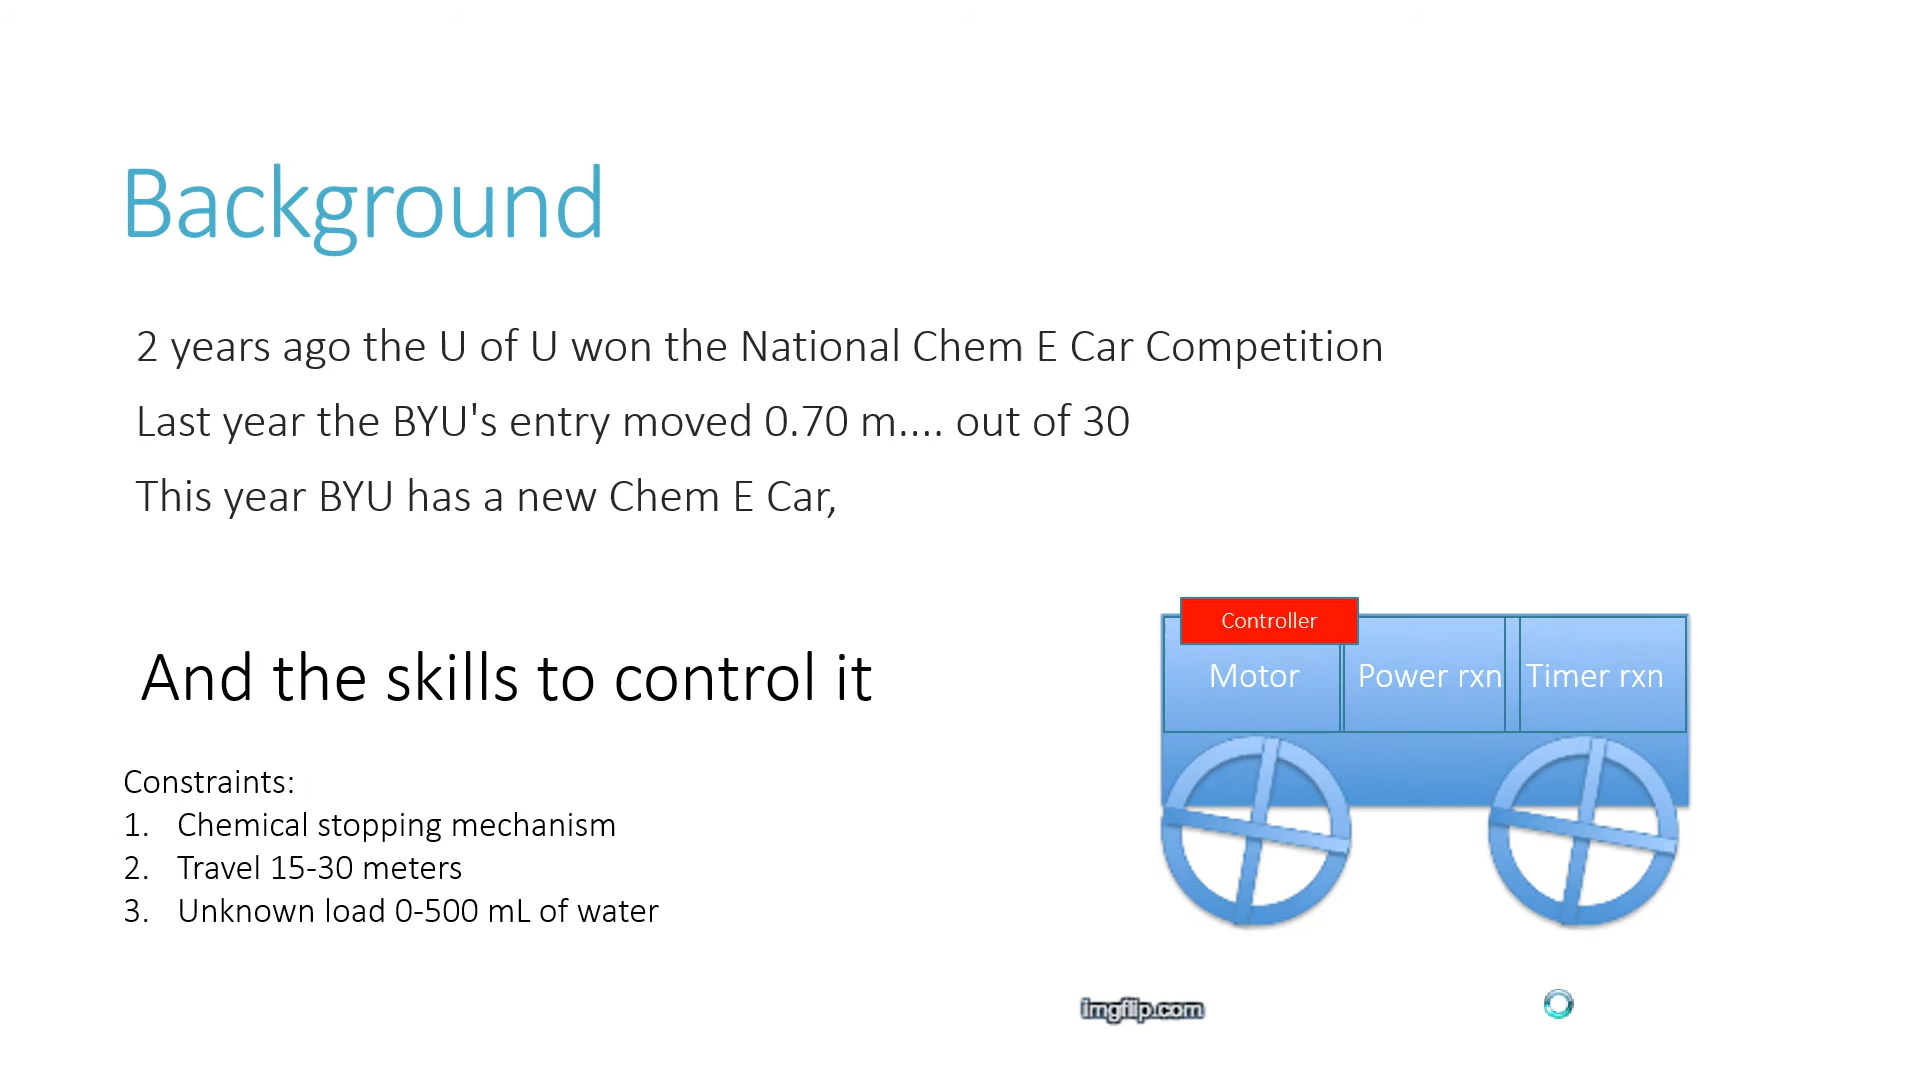 Background
2 years ago the U of U won the National Chem E Car Competition
Last year the BYU's entry moved 0.70 m.... out of 30
This year BYU has a new Chem E Car,
And the skills to control it
Constraints:
1. Chemical stopping mechanism
2. Travel 15-30 meters
3. Unknown load 0-500 mL of water
Controller
Motor
Power rxn
Timer rxn
imgflip.com